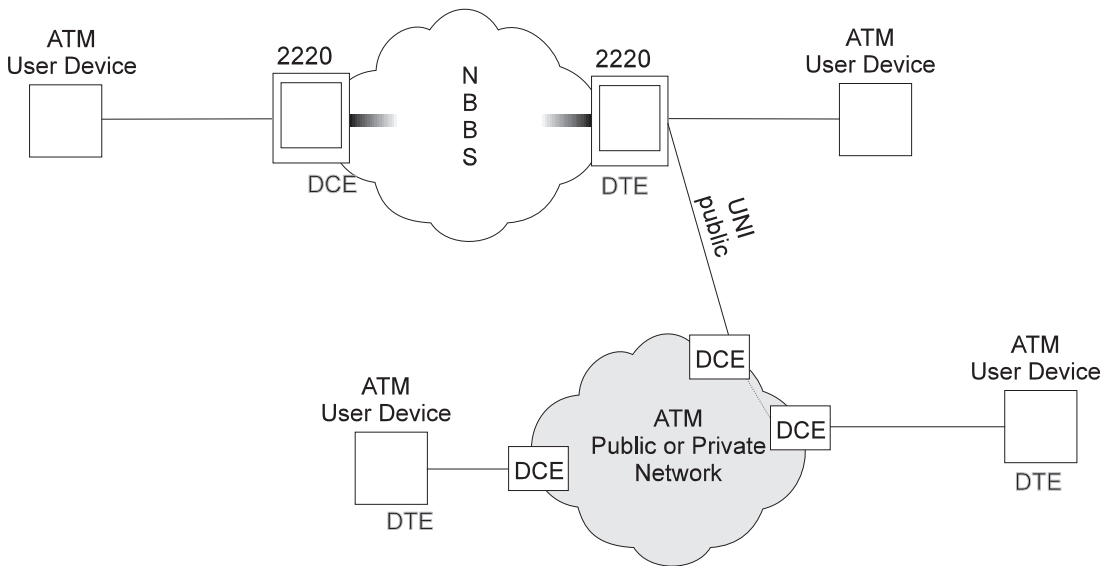 ATM
User Device
2220
N
B
B
S
2220
ATM
User Device
DCE
DTE
UNI
public
DCE
ATM
User Device
ATM
User Device
DCE
ATM
Public or Private
Network
DCE
DTE
DTE